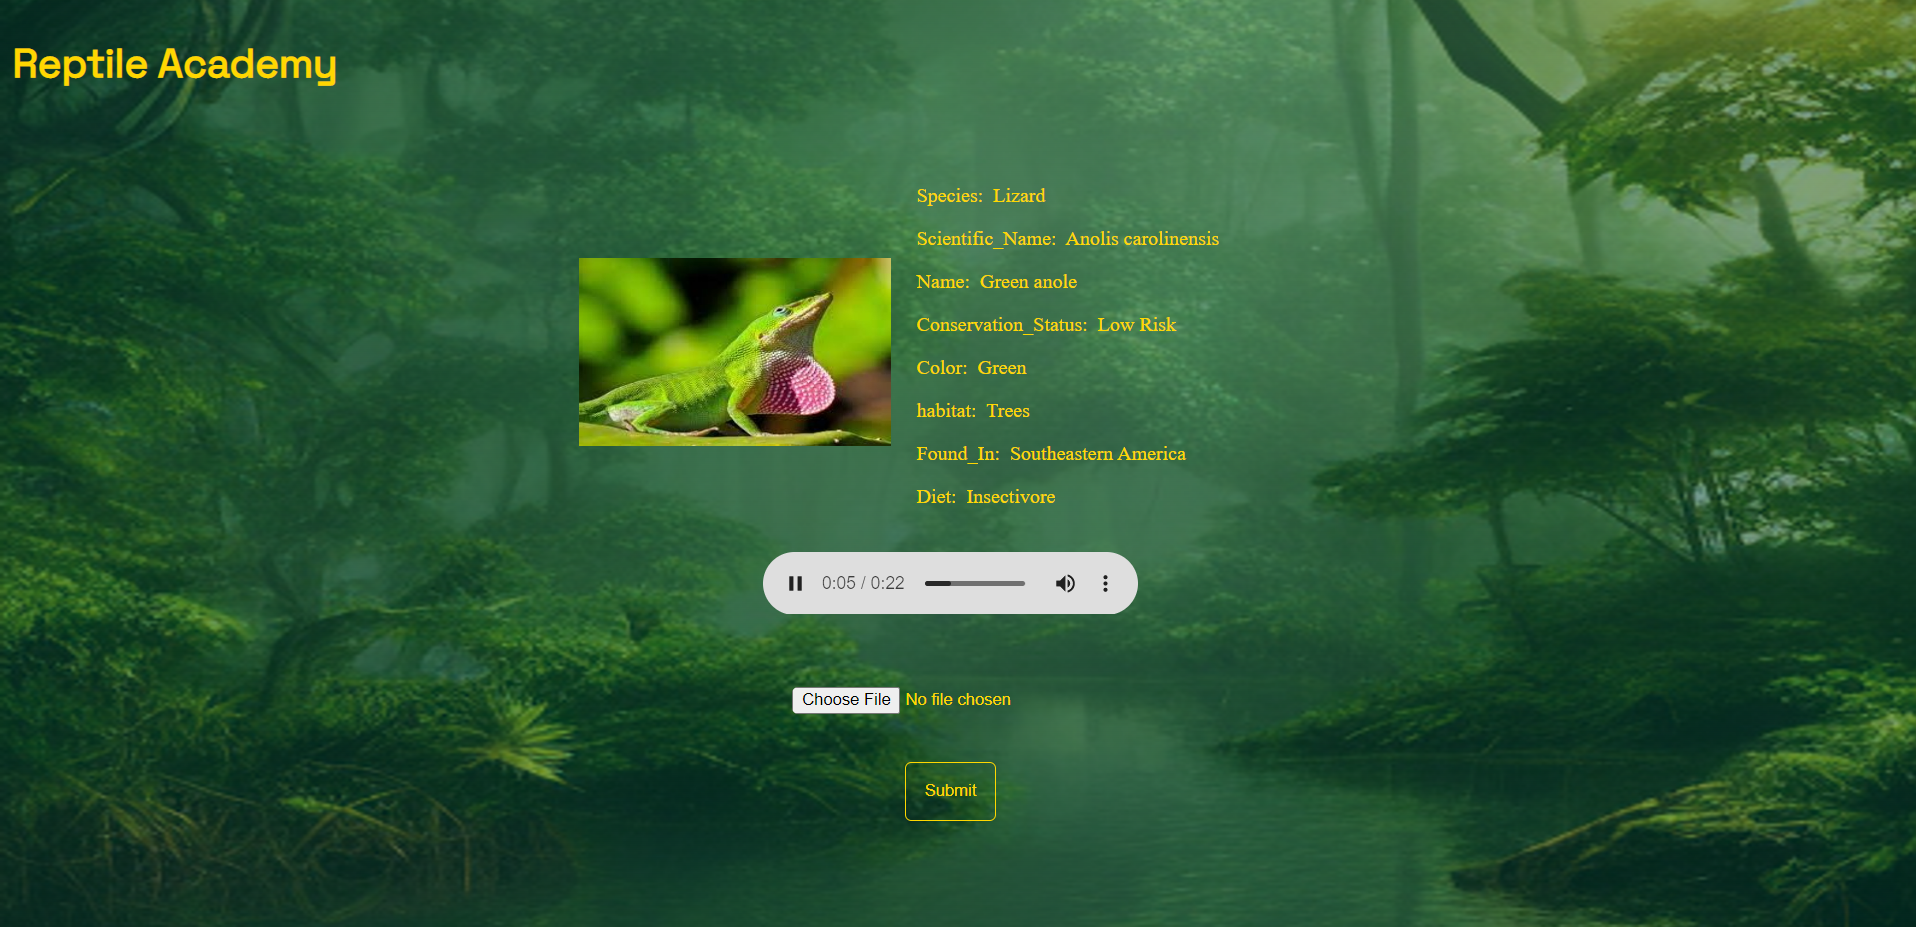 Reptile Academy
Species: Lizard
Scientific_Name: Anolis carolinensis
Name: Green anole
Conservation_Status: Low Risk
Color: Green
habitat: Trees
Found_In: Southeastern America
Diet: Insectivore
0:05 / 0:22
Choose File No file chosen
Submit